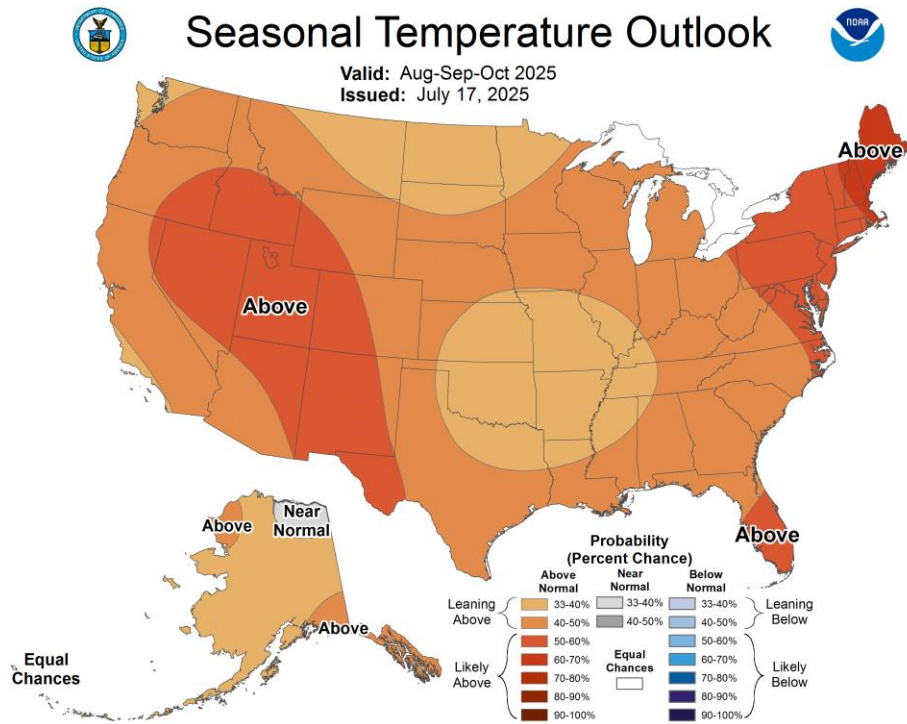 Seasonal Temperature Outlook
NOAA
Valid: Aug-Sep-Oct 2025
Issued: July 17, 2025
Above
Above
Above
Above
Near
Normal
Above
Equal
Chances
Probability
(Percent Chance)
Above
Normal
Near
Normal
Below
Normal
Leaning
Above
33-40%
40-50%
33-40%
40-50%
33-40%
40-50%
Leaning
Below
Likely
Above
50-60%
60-70%
70-80%
80-90%
90-100%
Equal
Chances
50-60%
60-70%
70-80%
80-90%
90-100%
Likely
Below